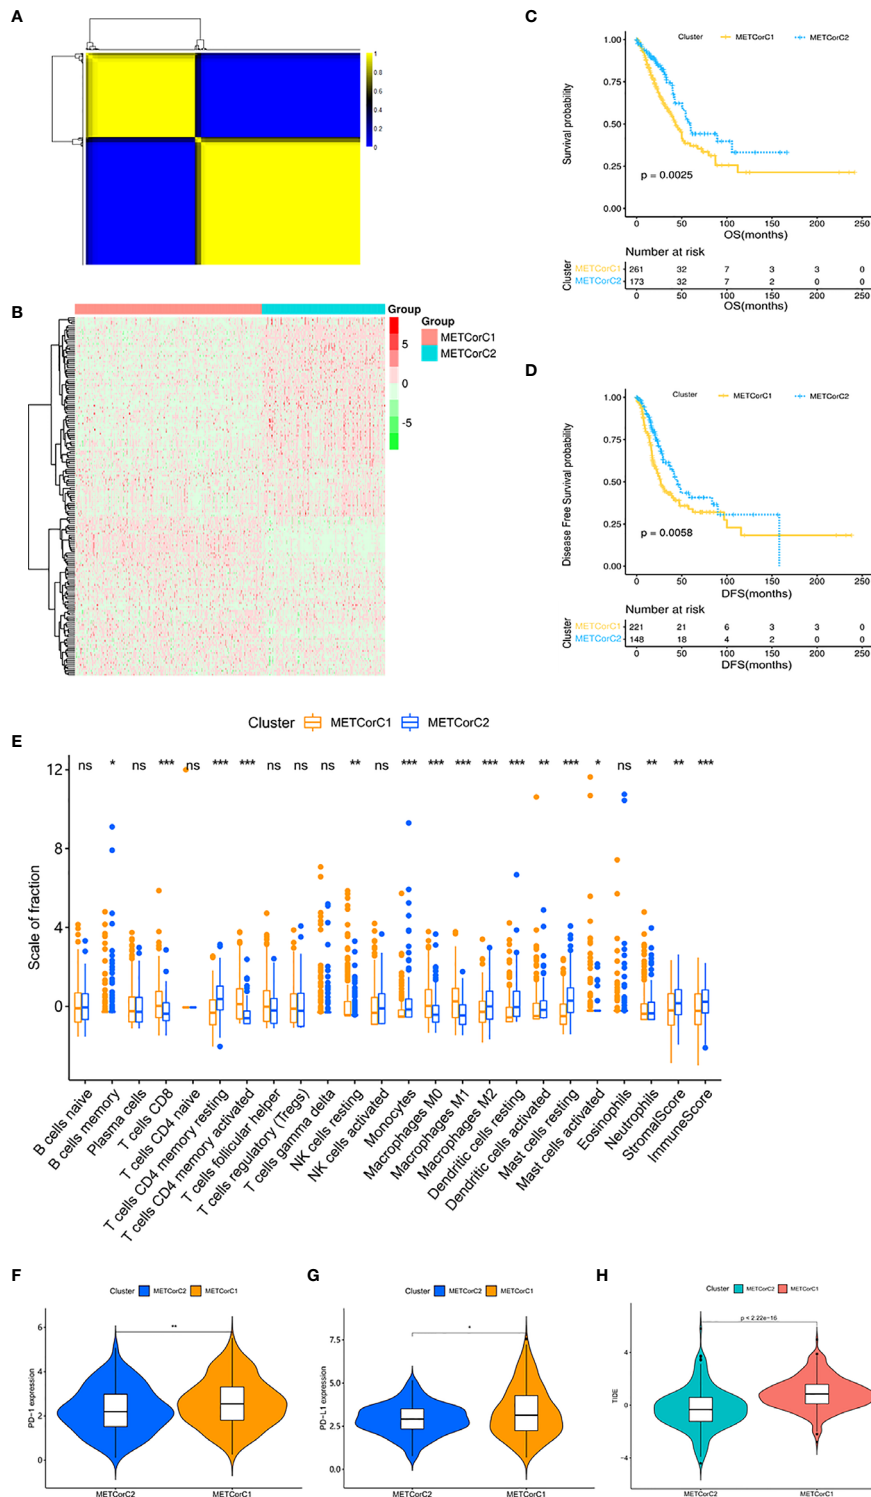 A
1
0.8
0.6
0.4
0.2
0
B
Group
5
0
-5
Group
METCorC1
METCorC2
C
Cluster METCorC1 METCorC2
Survival probability
1.00
0.75
0.50
0.25
0.00
p = 0.0025
0 50 100 150 200 250
OS(months)
Number at risk
Cluster
METCorC1 261 32 7 3 3 0
METCorC2 173 32 7 2 0 0
0 50 100 150 200 250
OS(months)
D
Cluster METCorC1 METCorC2
Disease Free Survival probability
1.00
0.75
0.50
0.25
0.00
p = 0.0058
0 50 100 150 200 250
DFS(months)
Number at risk
Cluster
METCorC1 221 21 6 3 3 0
METCorC2 148 18 4 2 0 0
0 50 100 150 200 250
DFS(months)
E
Cluster METCorC1 METCorC2
Scale of fraction
12
8
4
0
ns * ns *** ns *** *** ns ns ns ** ns *** *** *** *** *** ** *** * ns ** ** ***
B cells naive
B cells memory
Plasma cells
T cells CD8
T cells CD4 naive
T cells CD4 memory resting
T cells CD4 memory activated
T cells follicular helper
T cells regulatory (Tregs)
T cells gamma delta
NK cells resting
NK cells activated
Monocytes
Macrophages M0
Macrophages M1
Macrophages M2
Dendritic cells resting
Dendritic cells activated
Mast cells resting
Mast cells activated
Eosinophils
Neutrophils
StromalScore
ImmuneScore
F
Cluster METCorC2 METCorC1
PD-1 expression
6
4
2
0
**
METCorC2 METCorC1
G
Cluster METCorC2 METCorC1
PD-L1 expression
7.5
5.0
2.5
0.0
*
METCorC2 METCorC1
H
Cluster METCorC2 METCorC1
TIDE
4
0
−4
p < 2.22e−16
METCorC2 METCorC1